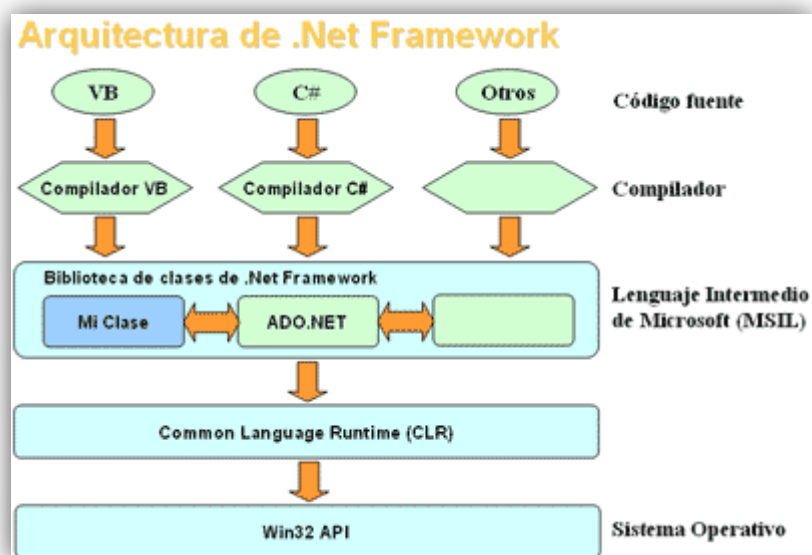 Arquitectura de .Net Framework
VB
C#
Otros
Código fuente
Compilador VB
Compilador C#
Compilador
Biblioteca de clases de .Net Framework
Mi Clase
ADO.NET
Lenguaje Intermedio
de Microsoft (MSIL)
Common Language Runtime (CLR)
Win32 API
Sistema Operativo